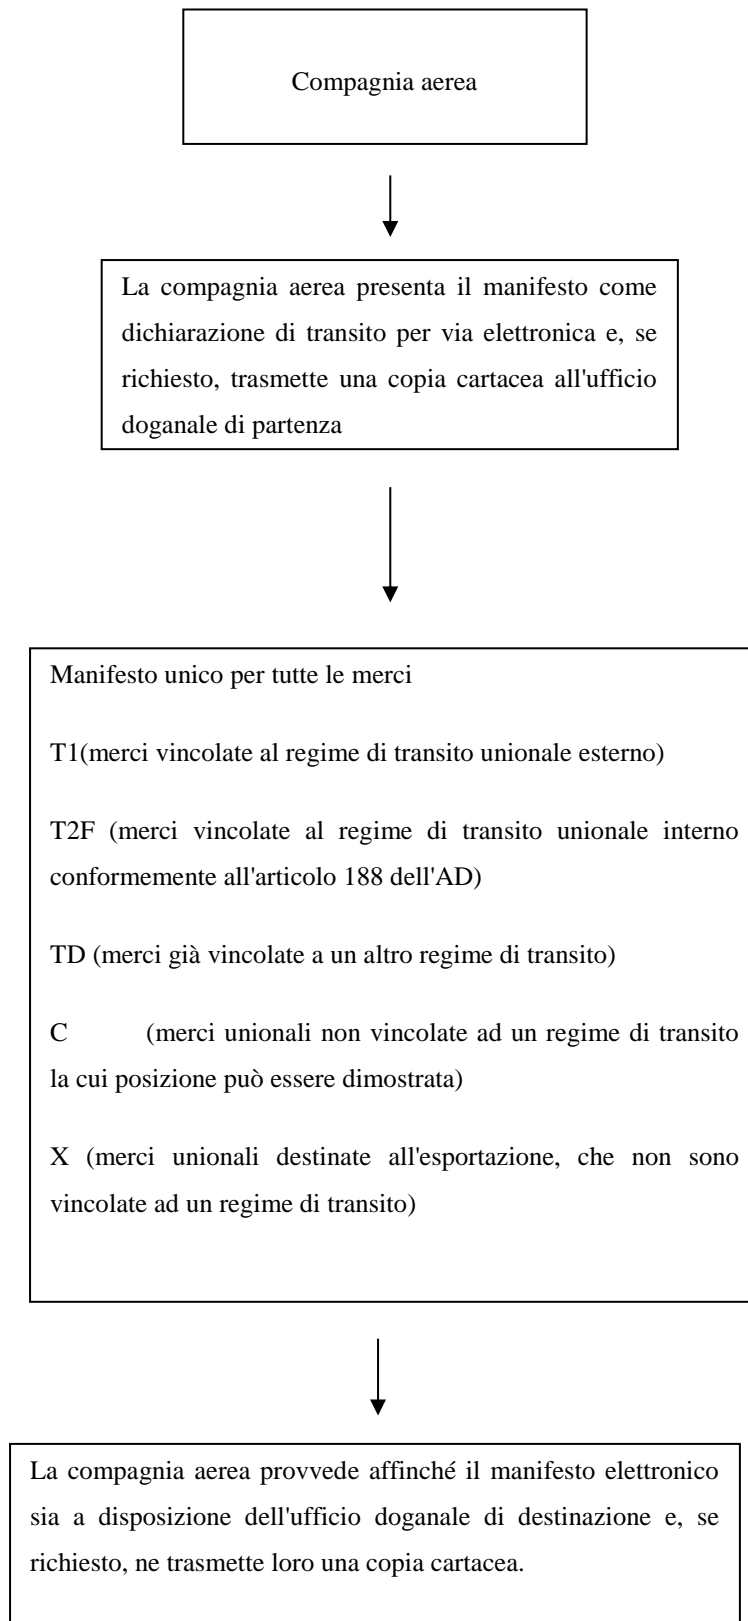 Compagnia aerea
La compagnia aerea presenta il manifesto come
dichiarazione di transito per via elettronica e, se
richiesto, trasmette una copia cartacea all'ufficio
doganale di partenza
Manifesto unico per tutte le merci
T1(merci vincolate al regime di transito unionale esterno)
T2F (merci vincolate al regime di transito unionale interno
conformemente all'articolo 188 dell'AD)
TD (merci già vincolate a un altro regime di transito)
C (merci unionali non vincolate ad un regime di transito
la cui posizione può essere dimostrata)
X (merci unionali destinate all'esportazione, che non sono
vincolate ad un regime di transito)
La compagnia aerea provvede affinché il manifesto elettronico
sia a disposizione dell'ufficio doganale di destinazione e, se
richiesto, ne trasmette loro una copia cartacea.